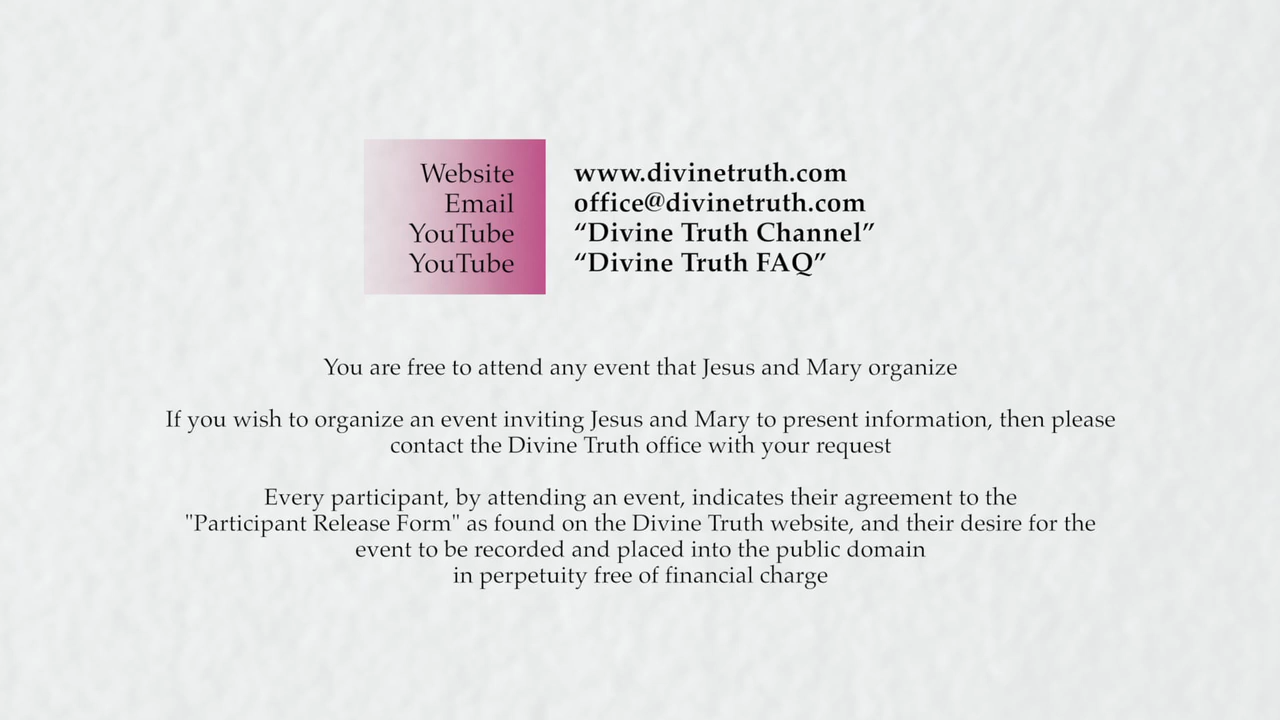 Website www.divinetruth.com
Email office@divinetruth.com
YouTube “Divine Truth Channel”
YouTube “Divine Truth FAQ”
You are free to attend any event that Jesus and Mary organize
If you wish to organize an event inviting Jesus and Mary to present information, then please
contact the Divine Truth office with your request
Every participant, by attending an event, indicates their agreement to the
"Participant Release Form" as found on the Divine Truth website, and their desire for the
event to be recorded and placed into the public domain
in perpetuity free of financial charge